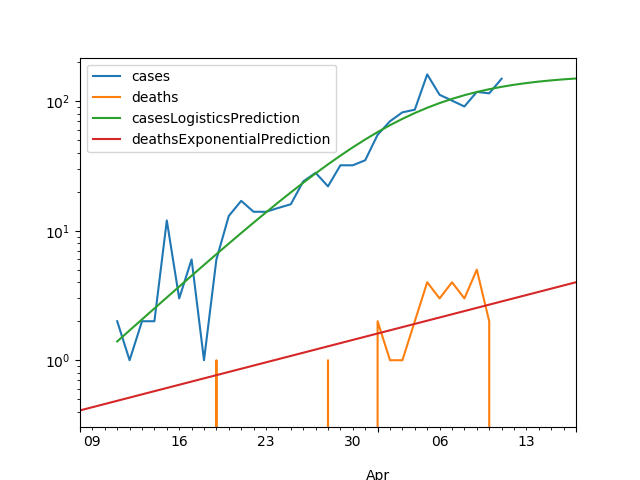 cases
deaths
casesLogisticsPrediction
deathsExponentialPrediction
10²
10¹
10⁰
09 16 23 30 06 13
Apr